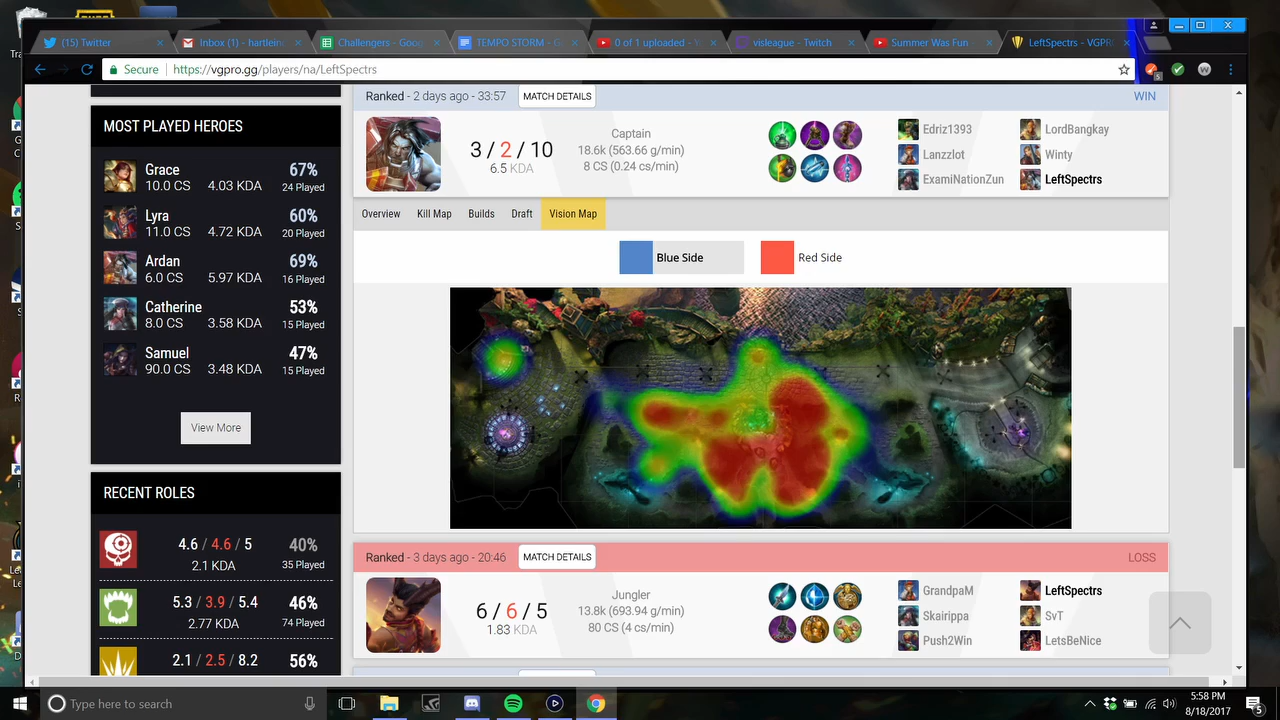 (15) Twitter
Inbox (1) - hartlein
Challengers - Goog
TEMPO STORM - G
0 of 1 uploaded - Y
visleague - Twitch
Summer Was Fun
LeftSpectrs - VGPR
Secure
https://vgpro.gg/players/na/LeftSpectrs
5
W
MOST PLAYED HEROES
Grace
67%
10.0 CS
4.03 KDA
24 Played
Lyra
60%
11.0 CS
4.72 KDA
20 Played
Ardan
69%
6.0 CS
5.97 KDA
16 Played
Catherine
53%
8.0 CS
3.58 KDA
15 Played
Samuel
47%
90.0 CS
3.48 KDA
15 Played
View More
RECENT ROLES
4.6 / 4.6 / 5
40%
2.1 KDA
35 Played
5.3 / 3.9 / 5.4
46%
2.77 KDA
74 Played
2.1 / 2.5 / 8.2
56%
Ranked - 2 days ago - 33:57
MATCH DETAILS
WIN
3 / 2 / 10
6.5 KDA
Captain
18.6k (563.66 g/min)
8 CS (0.24 cs/min)
Edriz1393
LordBangkay
Lanzzlot
Winty
ExamiNationZun
LeftSpectrs
Overview
Kill Map
Builds
Draft
Vision Map
Blue Side
Red Side
Ranked - 3 days ago - 20:46
MATCH DETAILS
LOSS
6 / 6 / 5
1.83 KDA
Jungler
13.8k (693.94 g/min)
80 CS (4 cs/min)
GrandpaM
LeftSpectrs
Skairippa
SvT
Push2Win
LetsBeNice
Type here to search
5:58 PM
8/18/2017
5